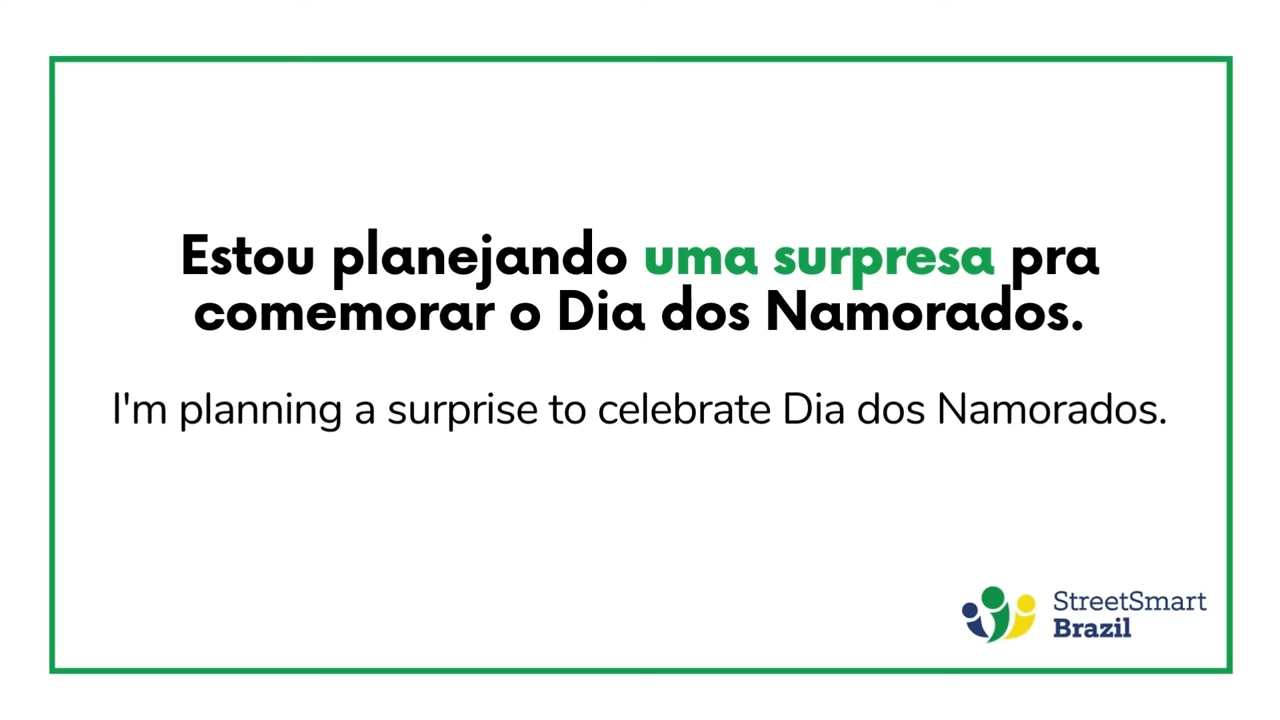 Estou planejando uma surpresa pra
comemorar o Dia dos Namorados.
I'm planning a surprise to celebrate Dia dos Namorados.
StreetSmart
Brazil